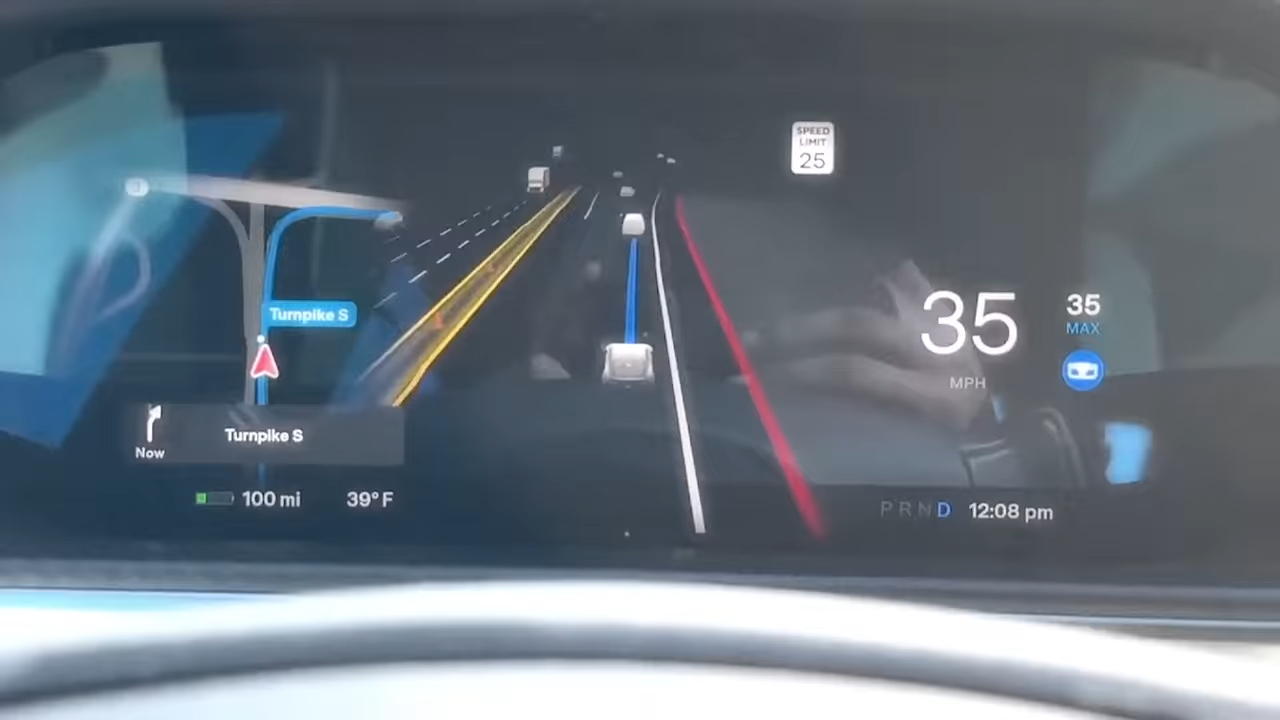 SPEED
LIMIT
25
Turnpike S
35
MPH
35
MAX
Now
Turnpike S
100 mi
39°F
P R N D
12:08 pm